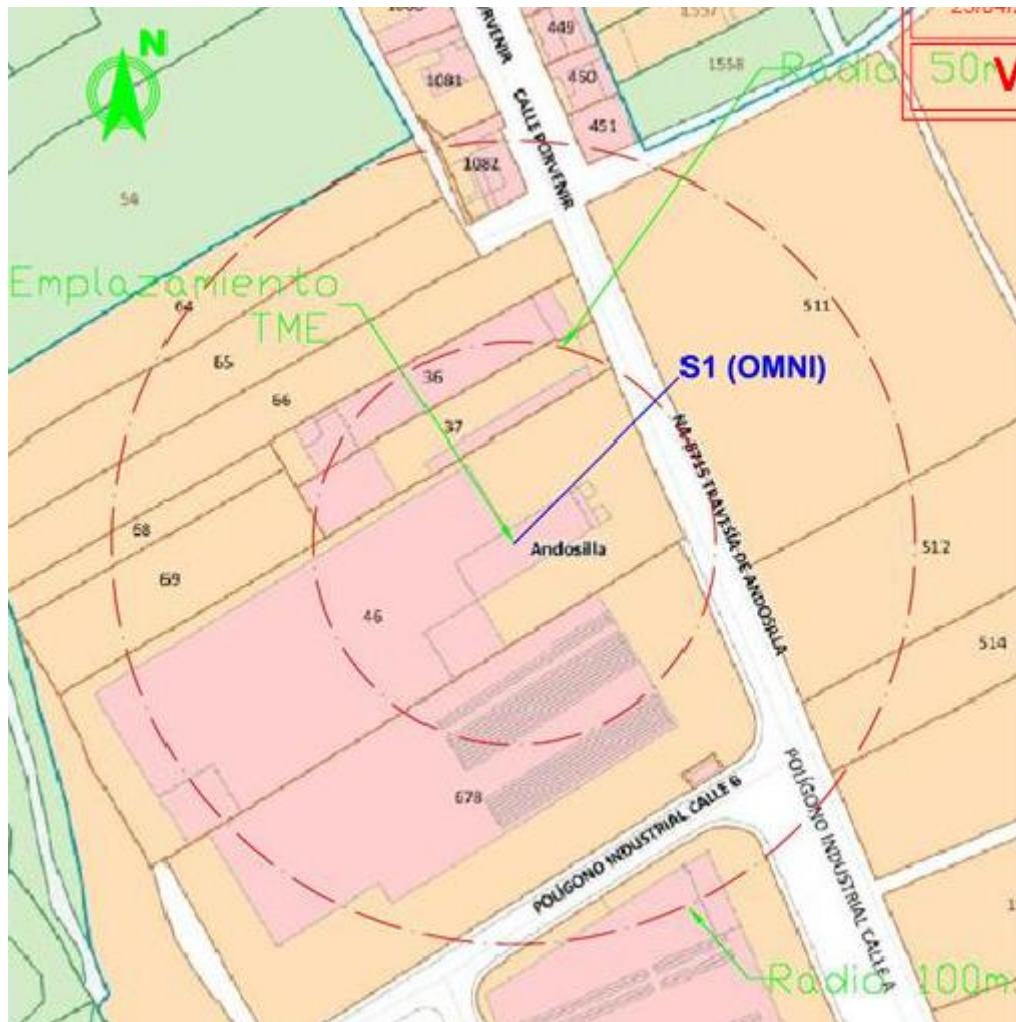 N
449
450
451
1081
1082
1558
CALLE PORVENIR
Radio 50m
V
54
Emplazamiento
TME
64
65
66
36
37
S1 (OMNI)
511
NA-6715 TRAVESÍA DE ANDOSILLA
68
69
46
Andosilla
512
514
678
POLÍGONO INDUSTRIAL CALLE 6
POLÍGONO INDUSTRIAL CALLE A
Radio 100m